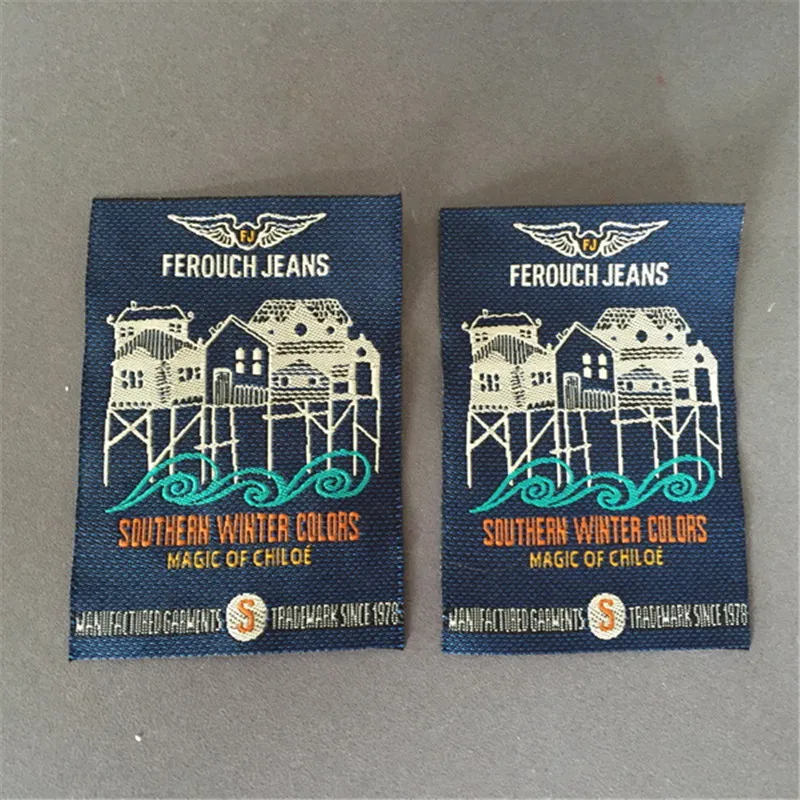 FJ
FEROUCH JEANS
SOUTHERN WINTER COLORS
MAGIC OF CHILOÉ
MANUFACTURED GARMENTS S TRADEMARK SINCE 1978
FJ
FEROUCH JEANS
SOUTHERN WINTER COLORS
MAGIC OF CHILOÉ
MANUFACTURED GARMENTS S TRADEMARK SINCE 1978